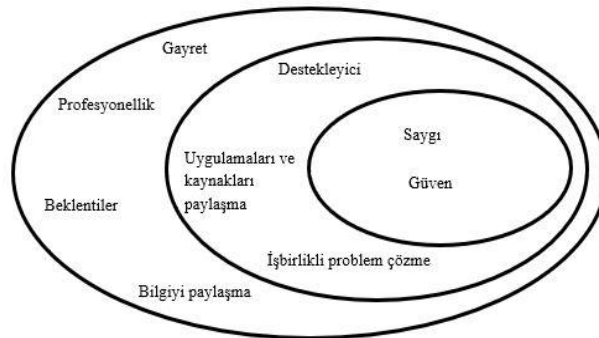 Gayret
Destekleyici
Profesyonellik
Saygı
Uygulamaları ve
kaynakları
paylaşma
Güven
Beklentiler
İşbirlikli problem çözme
Bilgiyi paylaşma